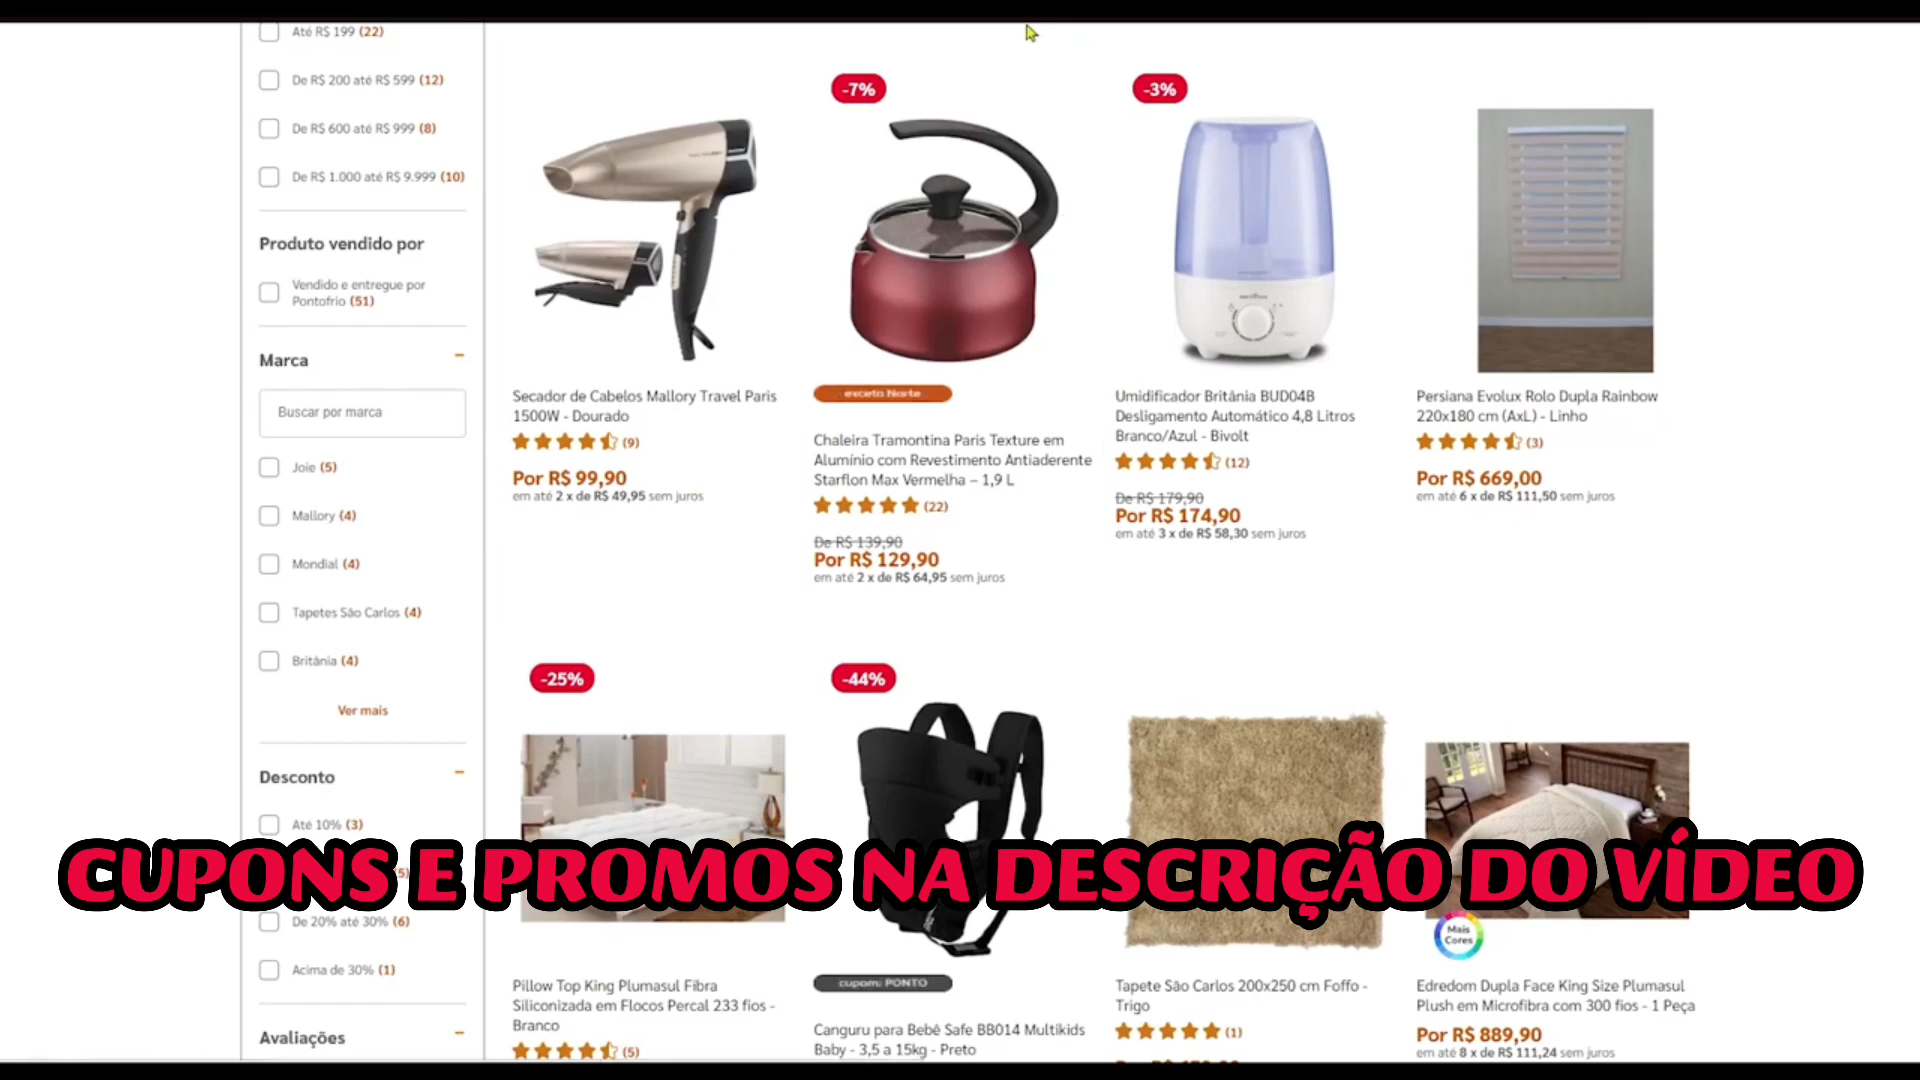 Até R$ 199 (22)
De R$ 200 até R$ 599 (12)
De R$ 600 até R$ 999 (8)
De R$ 1.000 até R$ 9.999 (10)
Produto vendido por
Vendido e entregue por
Pontofrio (51)
Marca
Buscar por marca
Joie (5)
Mallory (4)
Mondial (4)
Tapetes São Carlos (4)
Britânia (4)
Ver mais
Desconto
Até 10% (3)
5)
De 20% até 30% (6)
Acima de 30% (1)
Avaliações
Secador de Cabelos Mallory Travel Paris
1500W - Dourado
(9)
Por R$ 99,90
em até 2 x de R$ 49,95 sem juros
-7%
exceto Norte
Chaleira Tramontina Paris Texture em
Alumínio com Revestimento Antiaderente
Starflon Max Vermelha – 1,9 L
(22)
De R$ 139,90
Por R$ 129,90
em até 2 x de R$ 64,95 sem juros
-3%
Umidificador Britânia BUD04B
Desligamento Automático 4,8 Litros
Branco/Azul - Bivolt
(12)
De R$ 179,90
Por R$ 174,90
em até 3 x de R$ 58,30 sem juros
Persiana Evolux Rolo Dupla Rainbow
220x180 cm (AxL) - Linho
(3)
Por R$ 669,00
em até 6 x de R$ 111,50 sem juros
CUPONS E PROMOS NA DESCRIÇÃO DO VÍDEO
-25%
Pillow Top King Plumasul Fibra
Siliconizada em Flocos Percal 233 fios -
Branco
(5)
-44%
cupom: PONTO
Canguru para Bebê Safe BB014 Multikids
Baby - 3,5 a 15kg - Preto
Tapete São Carlos 200x250 cm Foffo -
Trigo
(1)
Mais
Cores
Edredom Dupla Face King Size Plumasul
Plush em Microfibra com 300 fios - 1 Peça
Por R$ 889,90
em até 8 x de R$ 111,24 sem juros